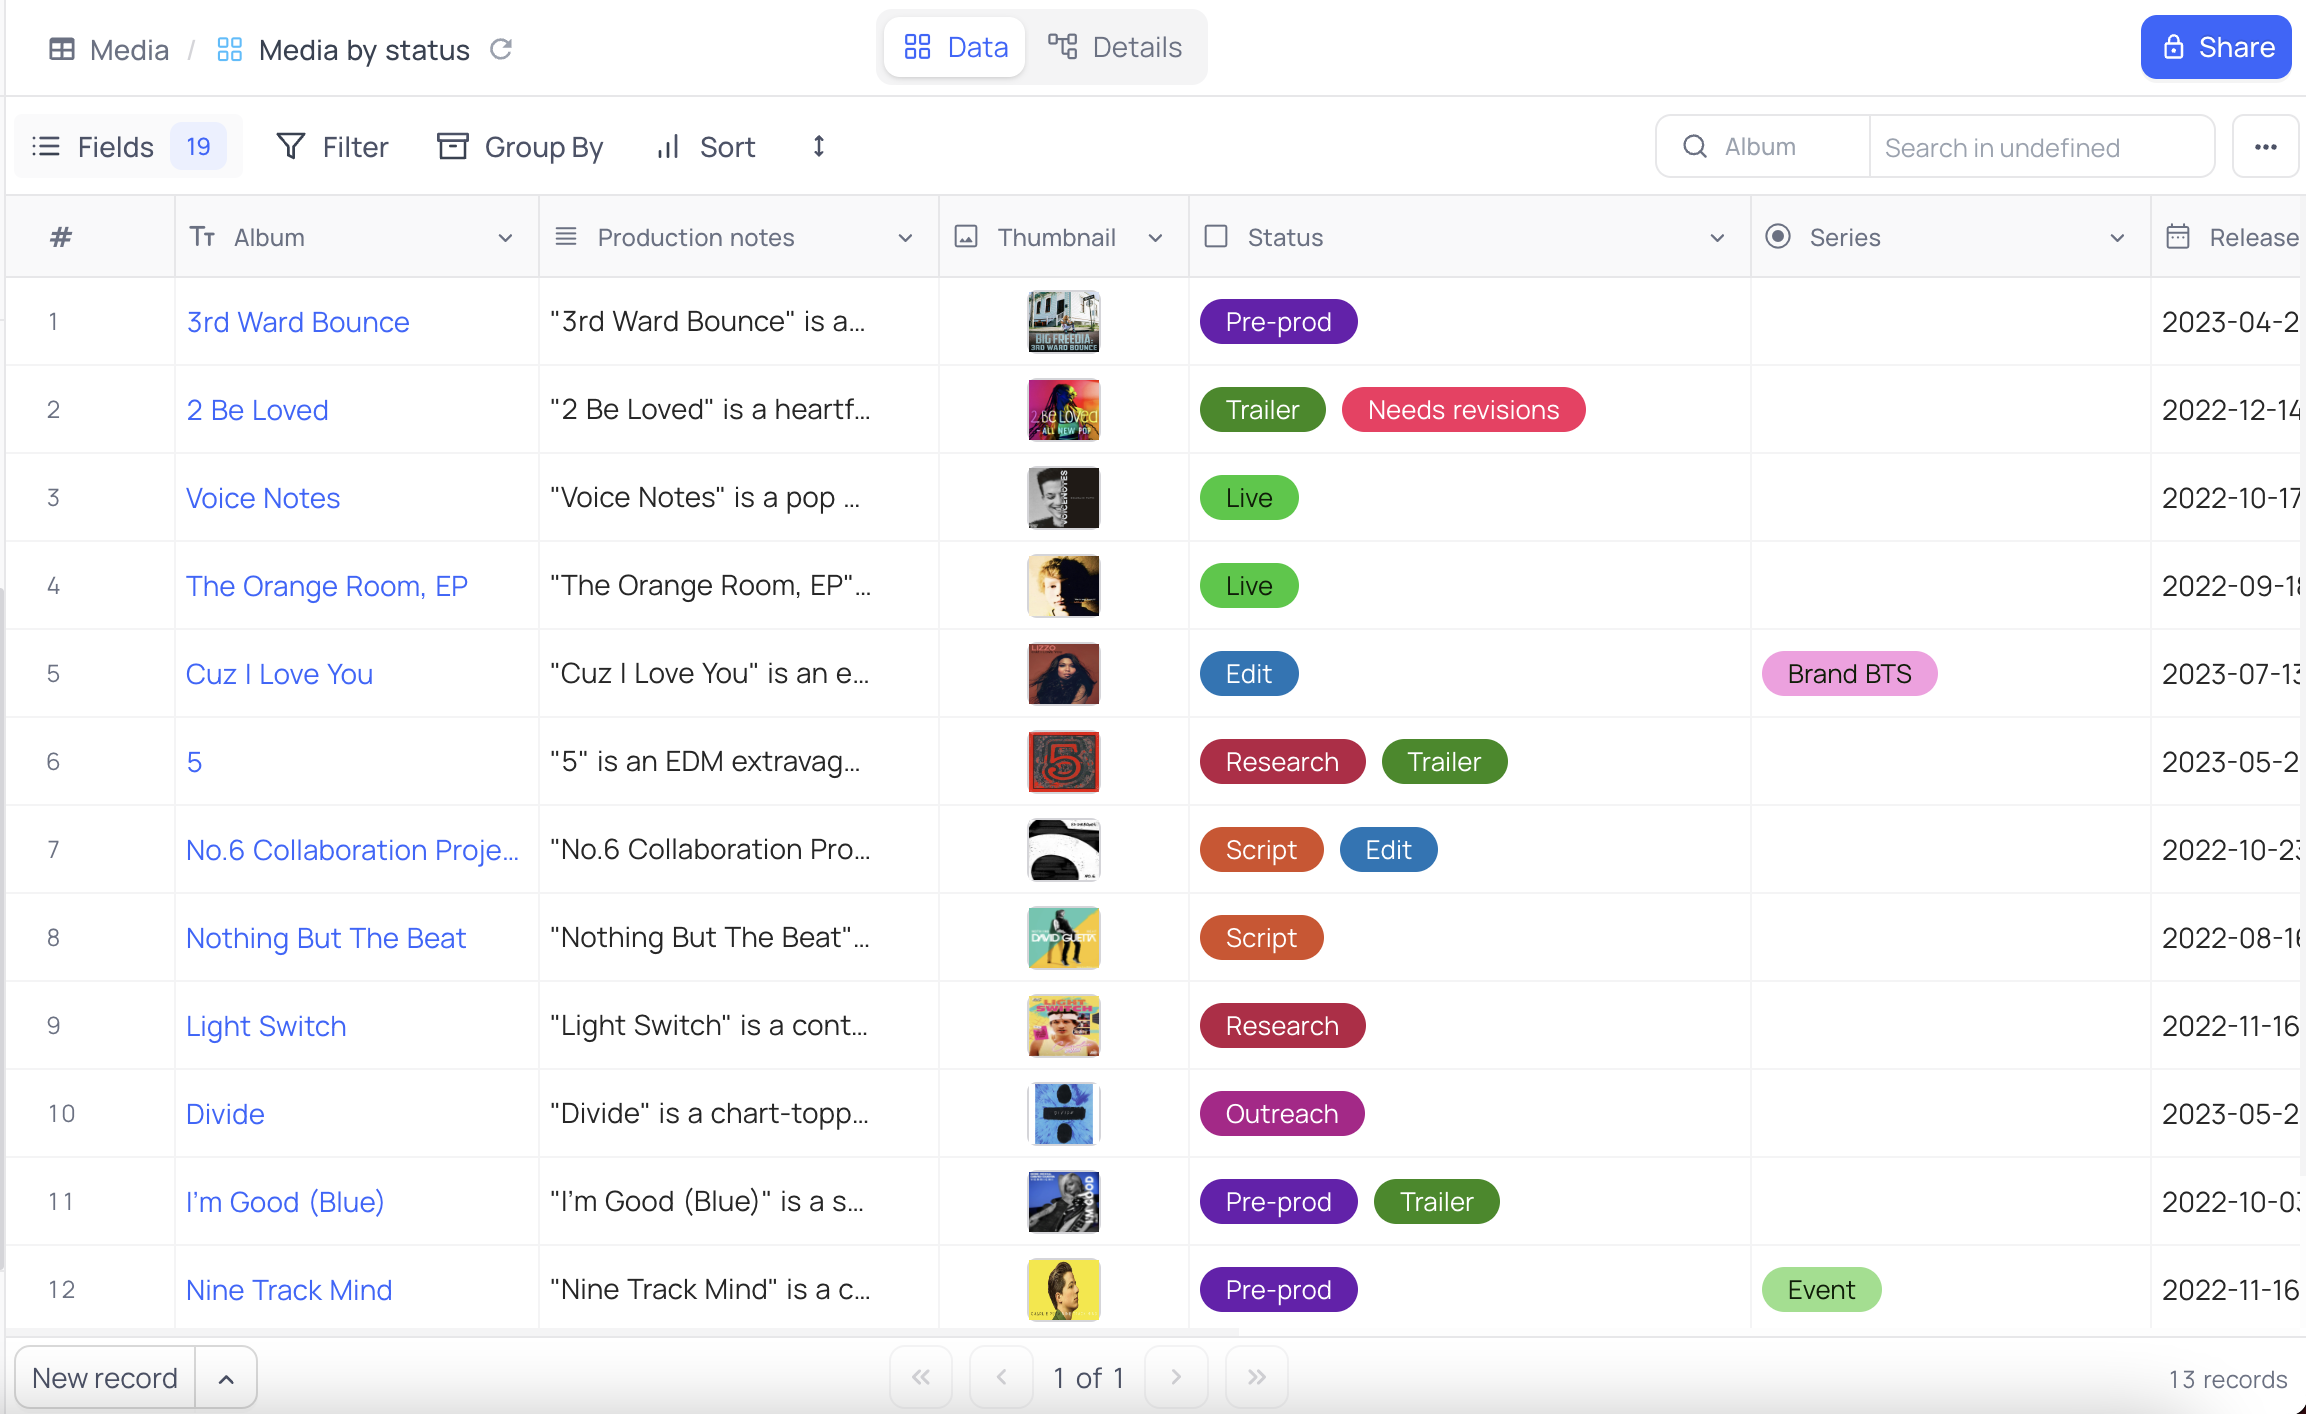 Media / Media by status
Data Details
Share
Fields 19 Filter Group By Sort
Album Search in undefined
# Album Production notes Thumbnail Status Series Release
1 3rd Ward Bounce "3rd Ward Bounce" is a... BIG FREEDIA: 3RD WARD BOUNCE Pre-prod 2023-04-2
2 2 Be Loved "2 Be Loved" is a heartf... 2 BE LOVED ALL NEW POP Trailer Needs revisions 2022-12-14
3 Voice Notes "Voice Notes" is a pop ... VOICENOTES Live 2022-10-17
4 The Orange Room, EP "The Orange Room, EP"... Live 2022-09-18
5 Cuz I Love You "Cuz I Love You" is an e... LIZZO Edit Brand BTS 2023-07-13
6 5 "5" is an EDM extravag... 5 Research Trailer 2023-05-2
7 No.6 Collaboration Proje... "No.6 Collaboration Pro... Script Edit 2022-10-23
8 Nothing But The Beat "Nothing But The Beat"... DAVID GUETTA Script 2022-08-16
9 Light Switch "Light Switch" is a cont... LIGHT SWITCH Research 2022-11-16
10 Divide "Divide" is a chart-topp... Outreach 2023-05-2
11 I'm Good (Blue) "I'm Good (Blue)" is a s... I'M GOOD Pre-prod Trailer 2022-10-03
12 Nine Track Mind "Nine Track Mind" is a c... Pre-prod Event 2022-11-16
New record 1 of 1 13 records